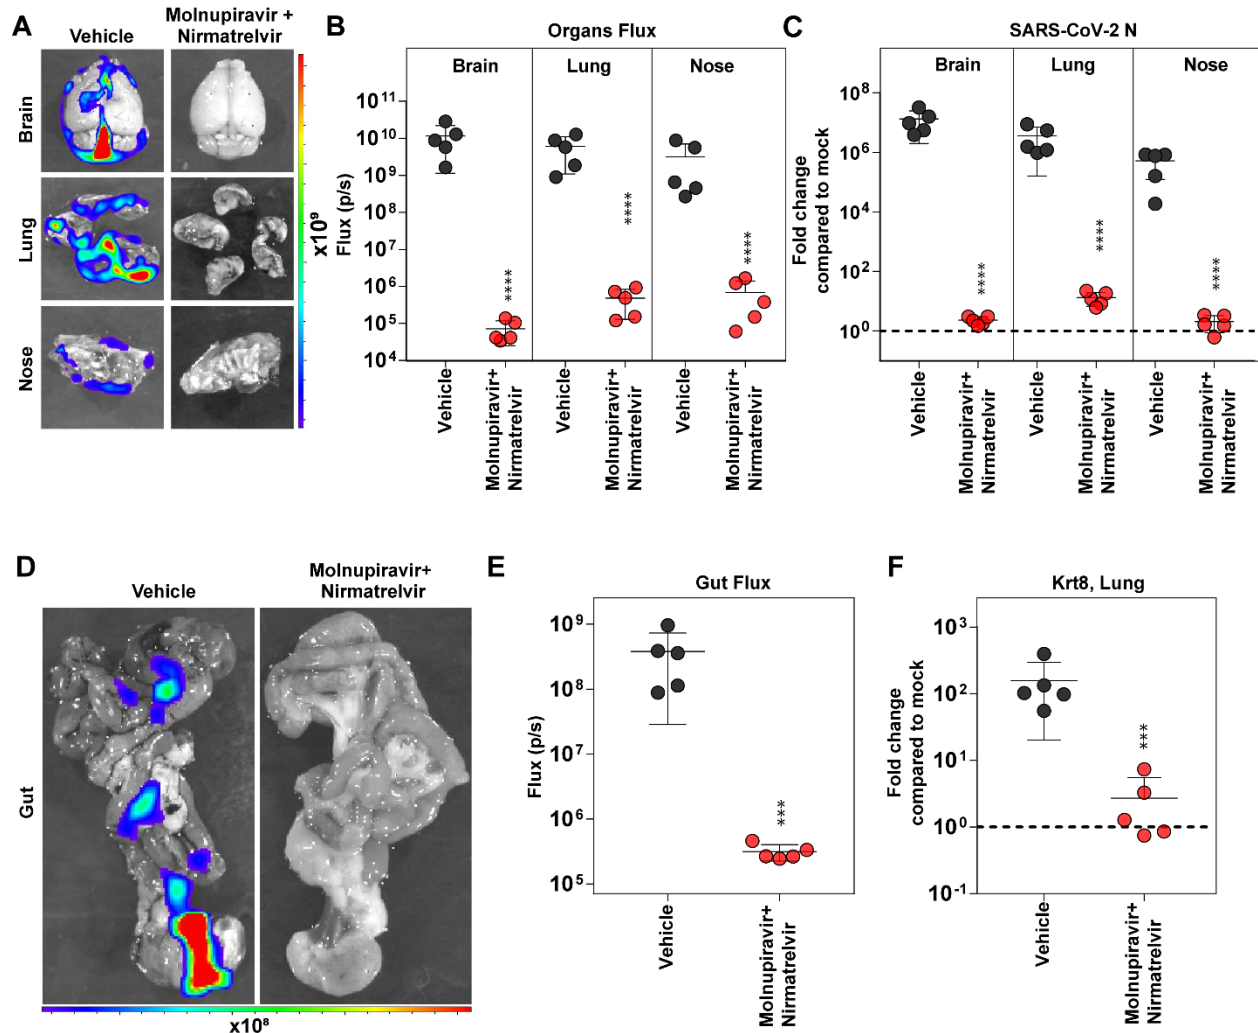 A
Vehicle
Molnupiravir +
Nirmatrelvir
Brain
Lung
Nose
x10⁹
B
Organs Flux
Brain
Lung
Nose
Flux (p/s)
10¹¹
10¹⁰
10⁹
10⁸
10⁷
10⁶
10⁵
10⁴
****
****
****
Vehicle
Molnupiravir+
Nirmatrelvir
Vehicle
Molnupiravir+
Nirmatrelvir
Vehicle
Molnupiravir+
Nirmatrelvir
C
SARS-CoV-2 N
Brain
Lung
Nose
Fold change
compared to mock
10⁸
10⁶
10⁴
10²
10⁰
****
****
****
Vehicle
Molnupiravir+
Nirmatrelvir
Vehicle
Molnupiravir+
Nirmatrelvir
Vehicle
Molnupiravir+
Nirmatrelvir
D
Vehicle
Molnupiravir+
Nirmatrelvir
Gut
x10⁸
E
Gut Flux
Flux (p/s)
10⁹
10⁸
10⁷
10⁶
10⁵
***
Vehicle
Molnupiravir+
Nirmatrelvir
F
Krt8, Lung
Fold change
compared to mock
10³
10²
10¹
10⁰
10⁻¹
***
Vehicle
Molnupiravir+
Nirmatrelvir